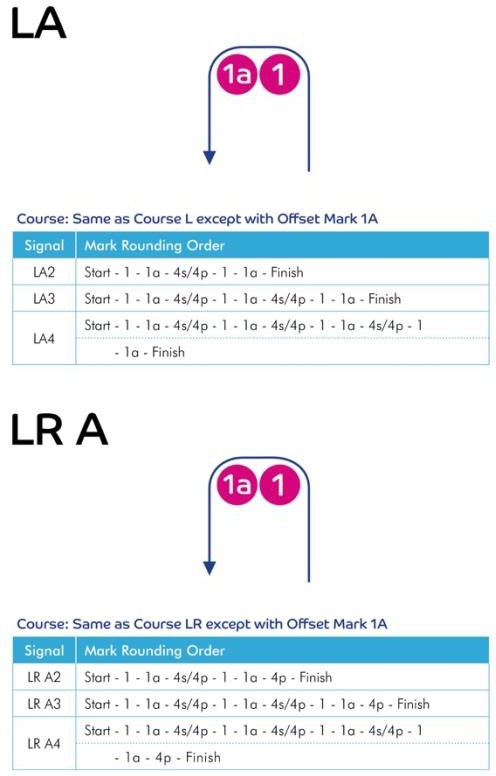 LA
1a 1
Course: Same as Course L except with Offset Mark 1A
Signal Mark Rounding Order
LA2 Start - 1 - 1a - 4s/4p - 1 - 1a - Finish
LA3 Start - 1 - 1a - 4s/4p - 1 - 1a - 4s/4p - 1 - 1a - Finish
LA4 Start - 1 - 1a - 4s/4p - 1 - 1a - 4s/4p - 1 - 1a - 4s/4p - 1
- 1a - Finish
LR A
1a 1
Course: Same as Course LR except with Offset Mark 1A
Signal Mark Rounding Order
LR A2 Start - 1 - 1a - 4s/4p - 1 - 1a - 4p - Finish
LR A3 Start - 1 - 1a - 4s/4p - 1 - 1a - 4s/4p - 1 - 1a - 4p - Finish
LR A4 Start - 1 - 1a - 4s/4p - 1 - 1a - 4s/4p - 1 - 1a - 4s/4p - 1
- 1a - 4p - Finish